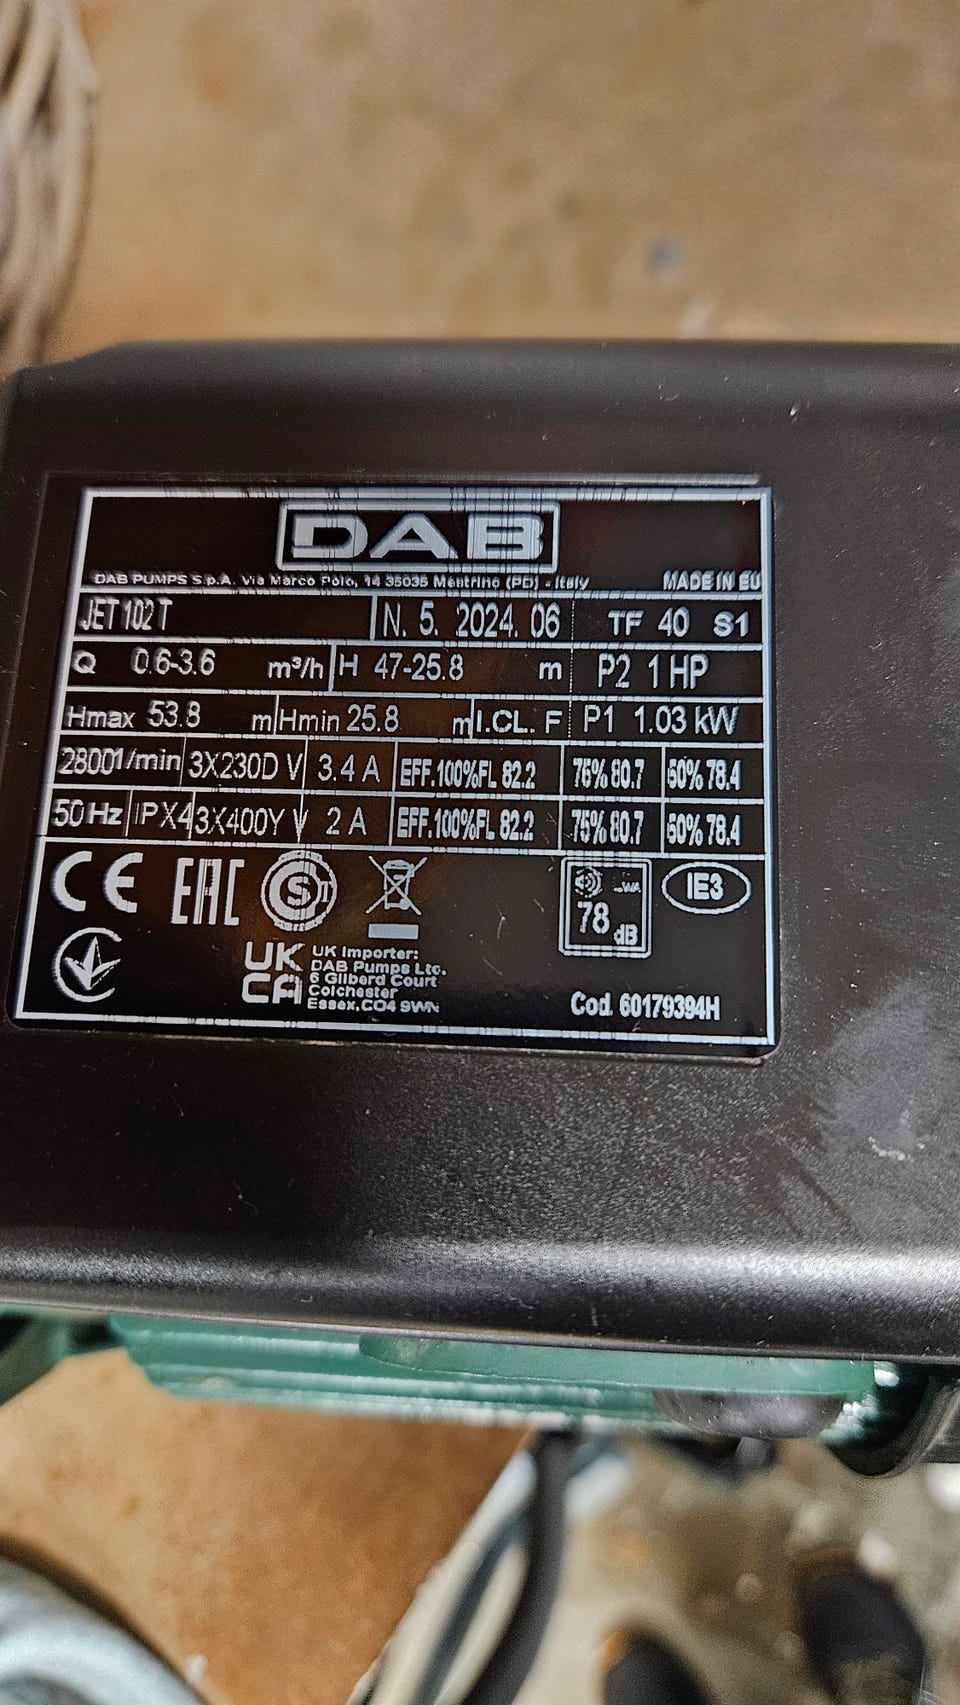 DAB
DAB PUMPS S.p.A. Via Marco Polo, 14 35035 Mestrino (PD) - Italy MADE IN EU
JET 102 T N. 5. 2024. 06 TF 40 S1
Q 0.6-3.6 m³/h H 47-25.8 m P2 1 HP
Hmax 53.8 m Hmin 25.8 m I.CL. F P1 1.03 kW
2800 1/min 3X230D V 3.4 A EFF.100%FL 82.2 75% 80.7 50% 78.4
50 Hz IPX4 3X400Y V 2 A EFF.100%FL 82.2 75% 80.7 50% 78.4
CE EAC S IE3
78 dB
UK CA
UK Importer:
DAB Pumps Ltd.
6 Gilberd Court
Colchester
Essex, CO4 9WN
Cod. 60179394H